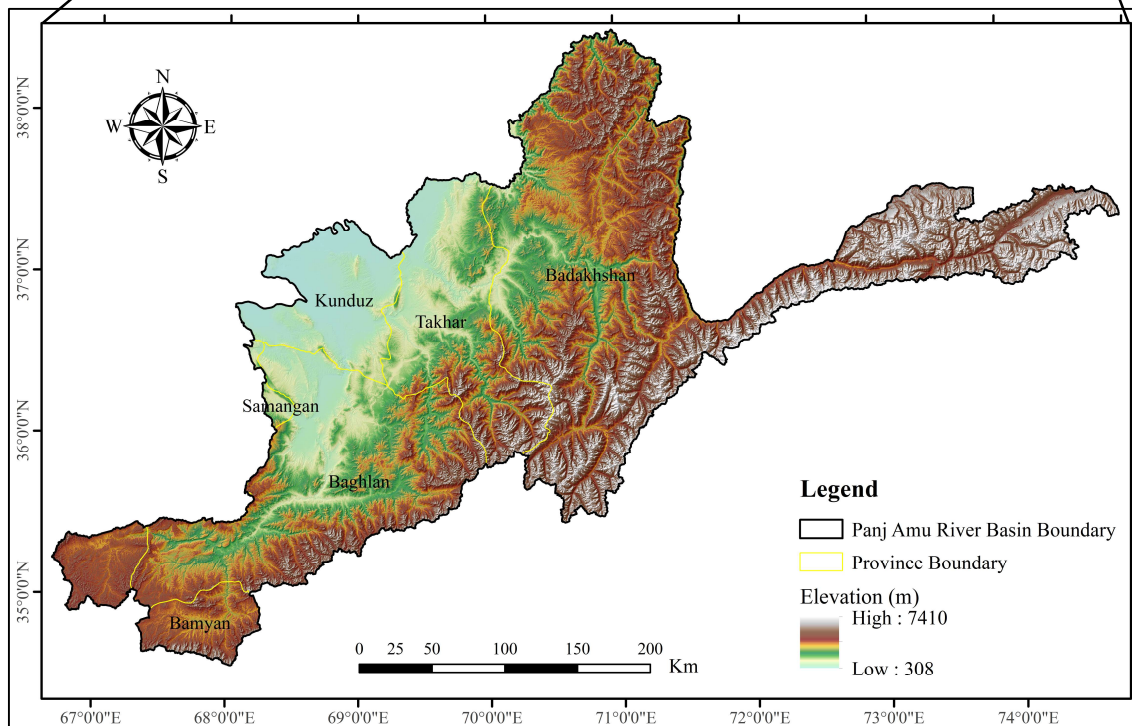 N
W E
S
38°0'0"N
37°0'0"N
36°0'0"N
35°0'0"N
Badakhshan
Kunduz
Takhar
Samangan
Baghlan
Bamyan
Legend
Panj Amu River Basin Boundary
Province Boundary
Elevation (m)
High : 7410
Low : 308
0 25 50 100 150 200
Km
67°0'0"E 68°0'0"E 69°0'0"E 70°0'0"E 71°0'0"E 72°0'0"E 73°0'0"E 74°0'0"E